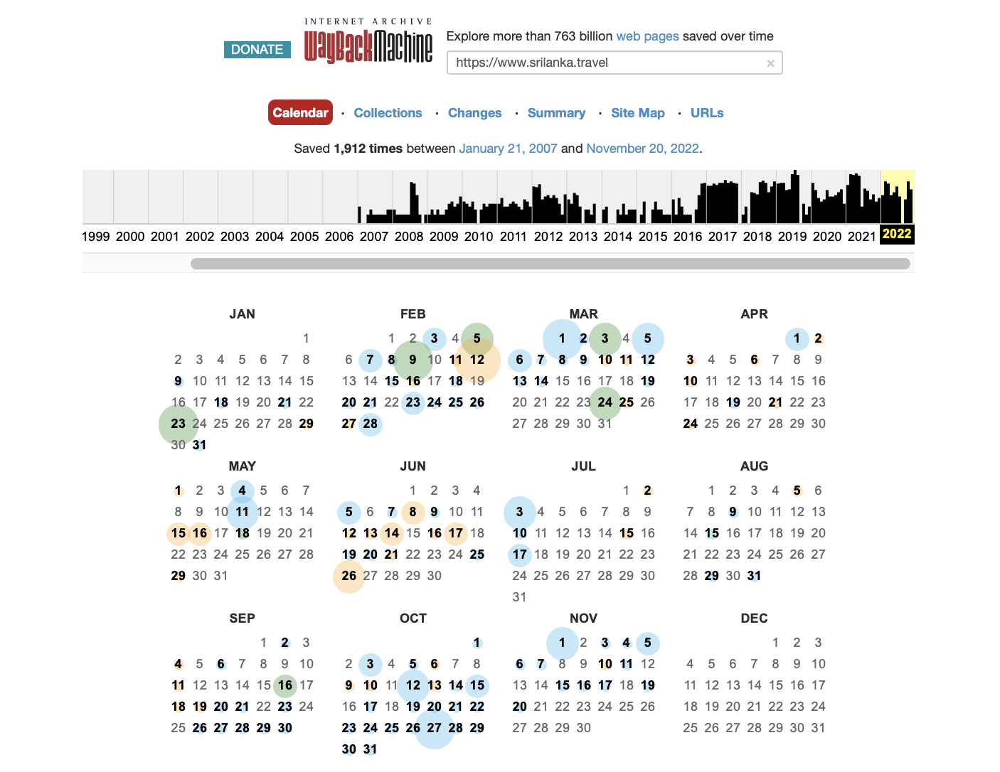 INTERNET ARCHIVE
DONATE
WayBackMachine
Explore more than 763 billion web pages saved over time
https://www.srilanka.travel ×
Calendar · Collections · Changes · Summary · Site Map · URLs
Saved 1,912 times between January 21, 2007 and November 20, 2022.
1999 2000 2001 2002 2003 2004 2005 2006 2007 2008 2009 2010 2011 2012 2013 2014 2015 2016 2017 2018 2019 2020 2021 2022
JAN
1
2 3 4 5 6 7 8
9 10 11 12 13 14 15
16 17 18 19 20 21 22
23 24 25 26 27 28 29
30 31
FEB
1 2 3 4 5
6 7 8 9 10 11 12
13 14 15 16 17 18 19
20 21 22 23 24 25 26
27 28
MAR
1 2 3 4 5
6 7 8 9 10 11 12
13 14 15 16 17 18 19
20 21 22 23 24 25 26
27 28 29 30 31
APR
1 2
3 4 5 6 7 8 9
10 11 12 13 14 15 16
17 18 19 20 21 22 23
24 25 26 27 28 29 30
MAY
1 2 3 4 5 6 7
8 9 10 11 12 13 14
15 16 17 18 19 20 21
22 23 24 25 26 27 28
29 30 31
JUN
1 2 3 4
5 6 7 8 9 10 11
12 13 14 15 16 17 18
19 20 21 22 23 24 25
26 27 28 29 30
JUL
1 2
3 4 5 6 7 8 9
10 11 12 13 14 15 16
17 18 19 20 21 22 23
24 25 26 27 28 29 30
31
AUG
1 2 3 4 5 6
7 8 9 10 11 12 13
14 15 16 17 18 19 20
21 22 23 24 25 26 27
28 29 30 31
SEP
1 2 3
4 5 6 7 8 9 10
11 12 13 14 15 16 17
18 19 20 21 22 23 24
25 26 27 28 29 30
OCT
1
2 3 4 5 6 7 8
9 10 11 12 13 14 15
16 17 18 19 20 21 22
23 24 25 26 27 28 29
30 31
NOV
1 2 3 4 5
6 7 8 9 10 11 12
13 14 15 16 17 18 19
20 21 22 23 24 25 26
27 28 29 30
DEC
1 2 3
4 5 6 7 8 9 10
11 12 13 14 15 16 17
18 19 20 21 22 23 24
25 26 27 28 29 30 31